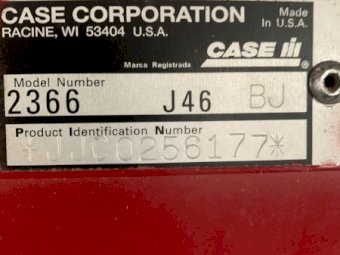 CASE CORPORATION
RACINE, WI 53404 U.S.A.
Made
in U.S.A.
CASE IH
Marca Registrada
Model Number
2366 J46 BJ
Product Identification Number
*JJC0256177*